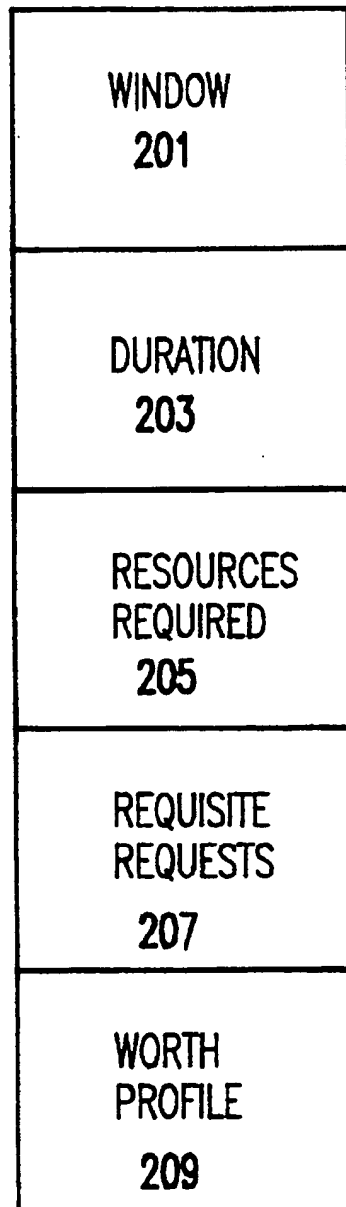 WINDOW
201
DURATION
203
RESOURCES
REQUIRED
205
REQUISITE
REQUESTS
207
WORTH
PROFILE
209